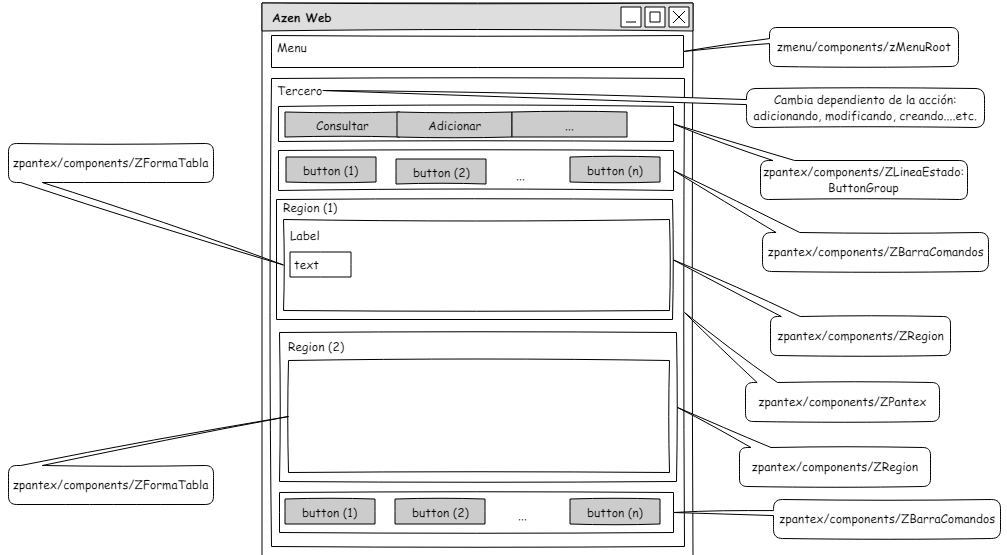 Azen Web
Menu
zmenu/components/zMenuRoot
Tercero
Cambia dependiento de la acción:
adicionando, modificando, creando....etc.
Consultar
Adicionar
...
zpantex/components/ZFormaTabla
zpantex/components/ZLineaEstado:
ButtonGroup
button (1)
button (2)
...
button (n)
Region (1)
Label
text
zpantex/components/ZBarraComandos
zpantex/components/ZRegion
Region (2)
zpantex/components/ZPantex
zpantex/components/ZRegion
zpantex/components/ZFormaTabla
button (1)
button (2)
...
button (n)
zpantex/components/ZBarraComandos